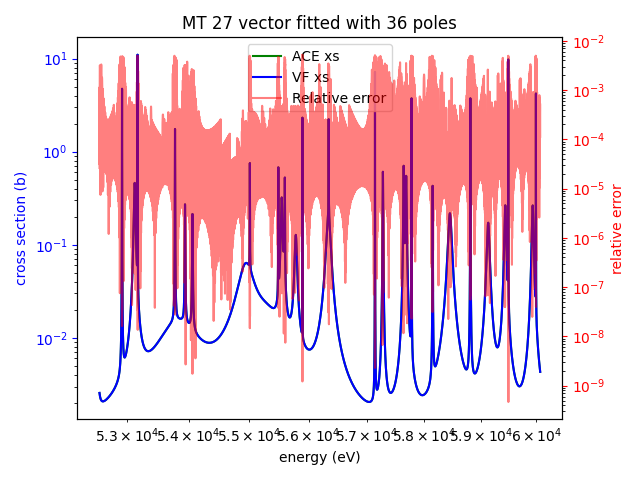 MT 27 vector fitted with 36 poles
ACE xs
VF xs
Relative error
10¹
10⁰
10⁻¹
10⁻²
cross section (b)
10⁻²
10⁻³
10⁻⁴
10⁻⁵
10⁻⁶
10⁻⁷
10⁻⁸
10⁻⁹
relative error
5.3 × 10⁴ 5.4 × 10⁴ 5.5 × 10⁴ 5.6 × 10⁴ 5.7 × 10⁴ 5.8 × 10⁴ 5.9 × 10⁴ 6 × 10⁴
energy (eV)